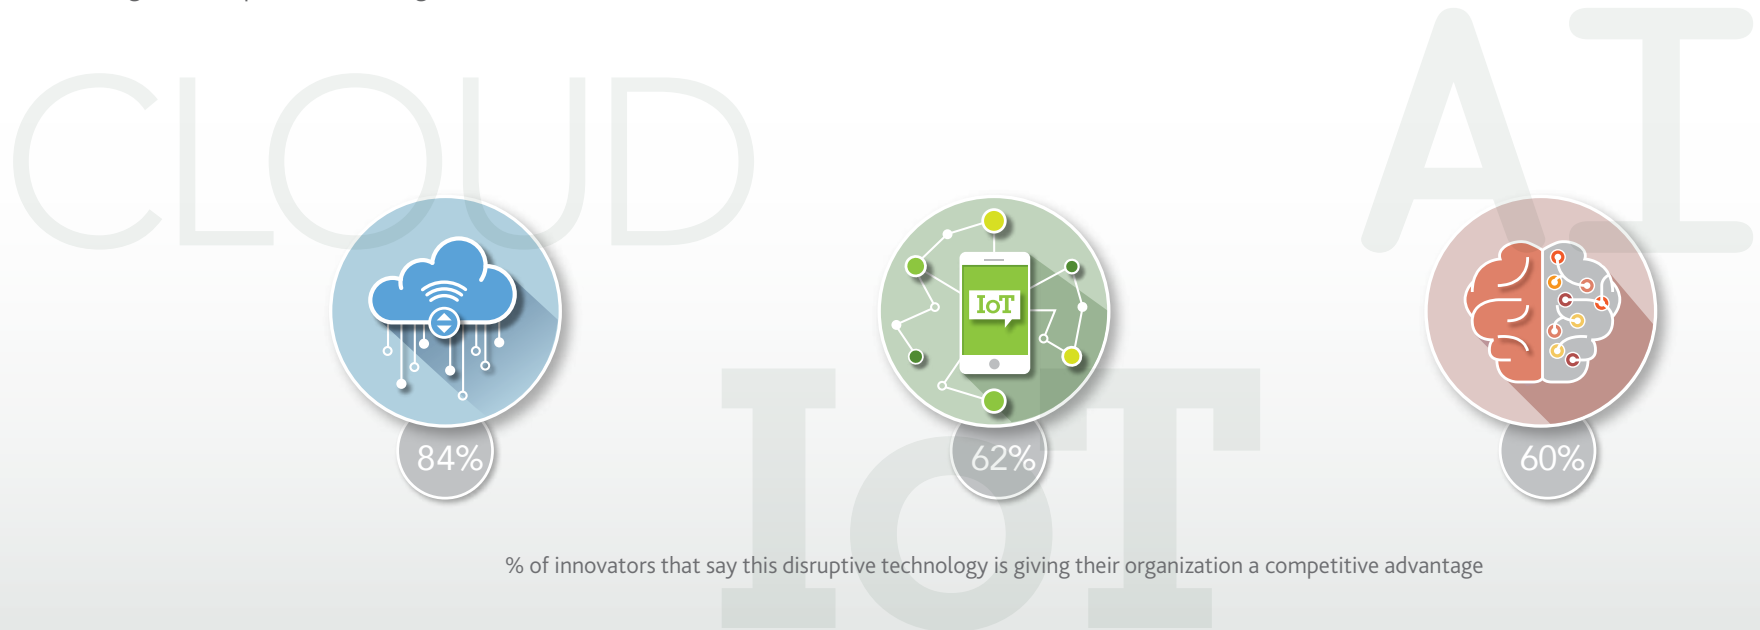 CLOUD
AI
IoT
IoT
84%
62%
60%
% of innovators that say this disruptive technology is giving their organization a competitive advantage